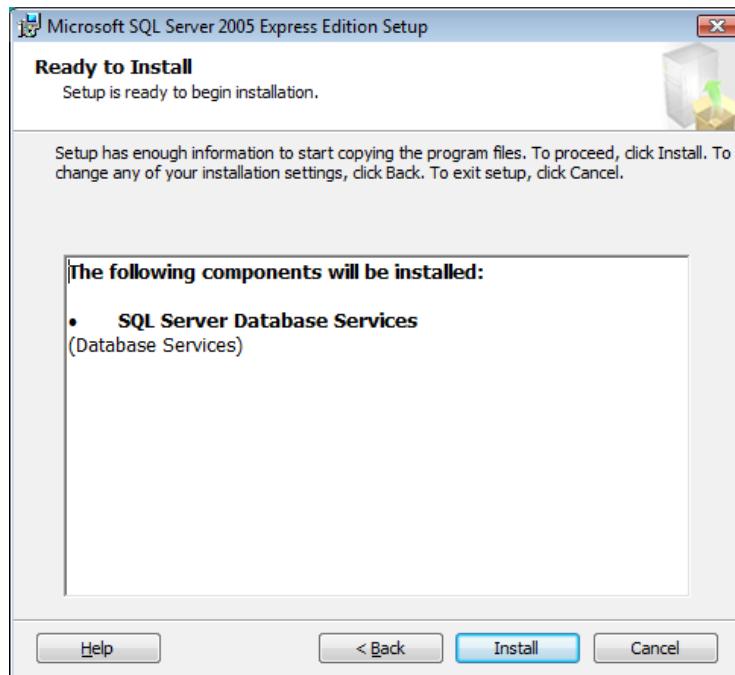 Microsoft SQL Server 2005 Express Edition Setup
Ready to Install
Setup is ready to begin installation.
Setup has enough information to start copying the program files. To proceed, click Install. To
change any of your installation settings, click Back. To exit setup, click Cancel.
The following components will be installed:
• SQL Server Database Services
(Database Services)
Help
< Back
Install
Cancel